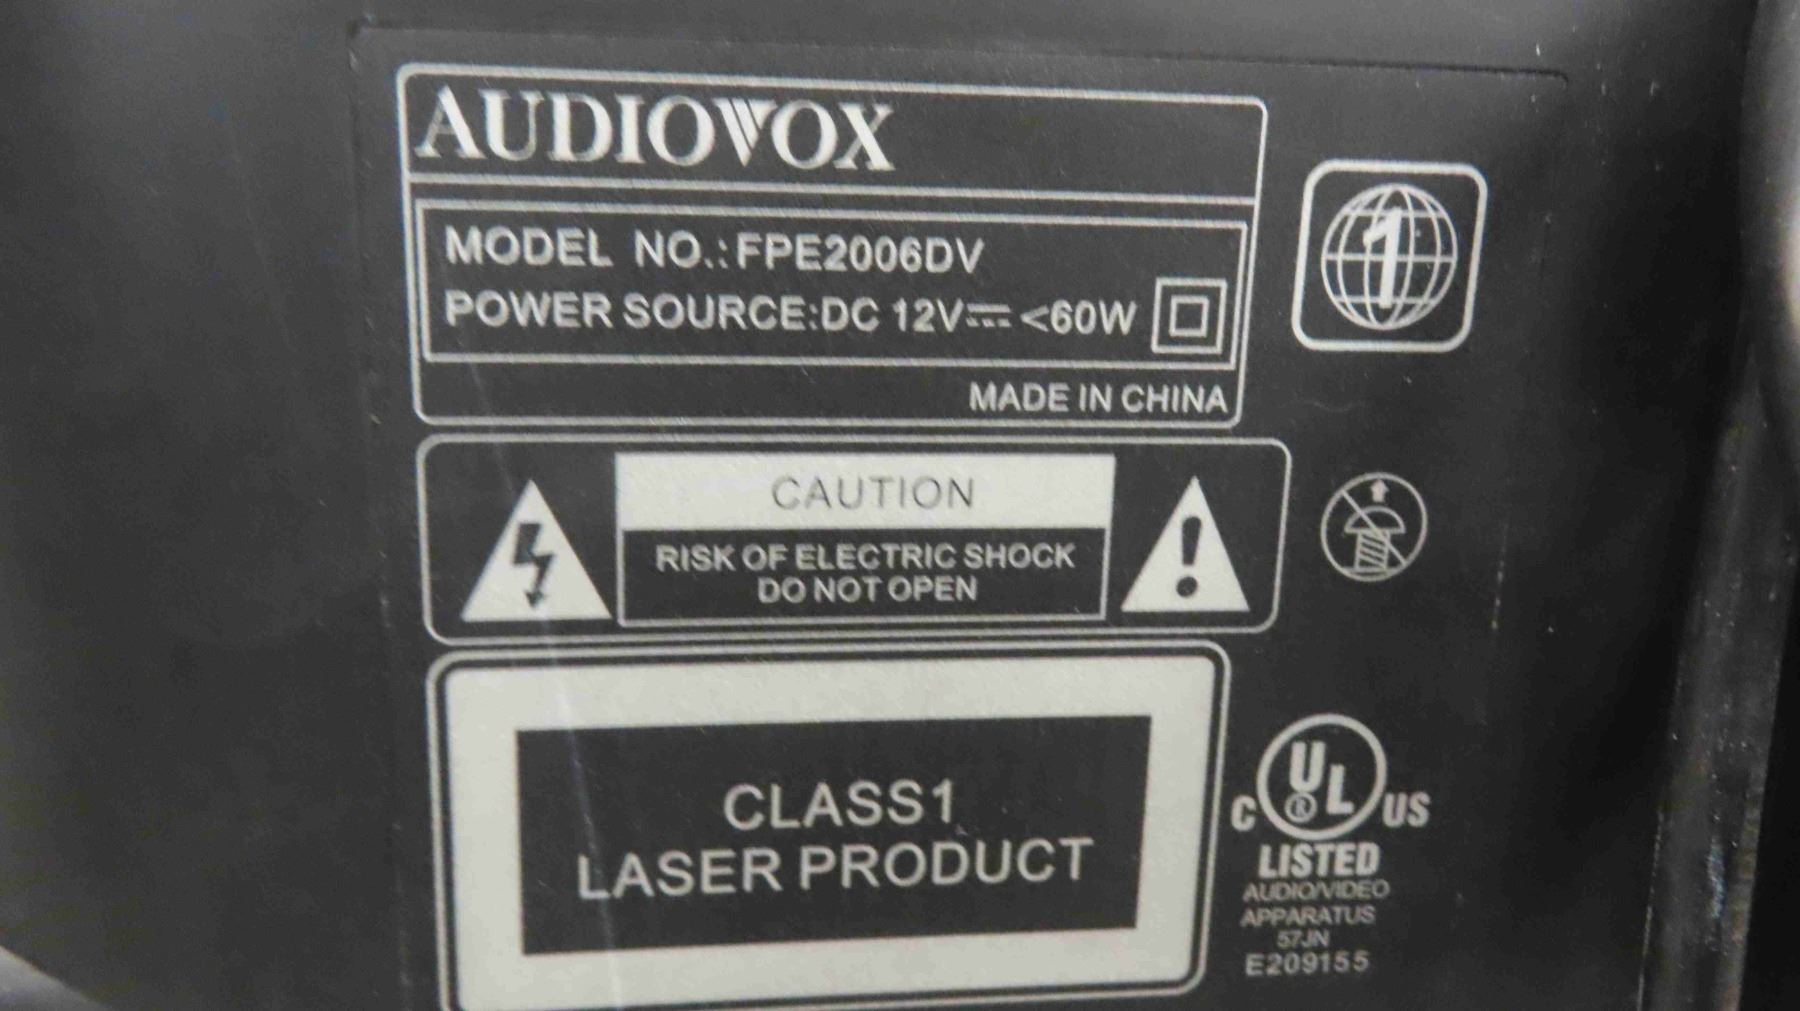 AUDIOVOX
MODEL NO.: FPE2006DV
POWER SOURCE:DC 12V⎓ <60W
MADE IN CHINA
1
CAUTION
RISK OF ELECTRIC SHOCK
DO NOT OPEN
!
CLASS1
LASER PRODUCT
C UL® US
LISTED
AUDIO/VIDEO
APPARATUS
57JN
E209155